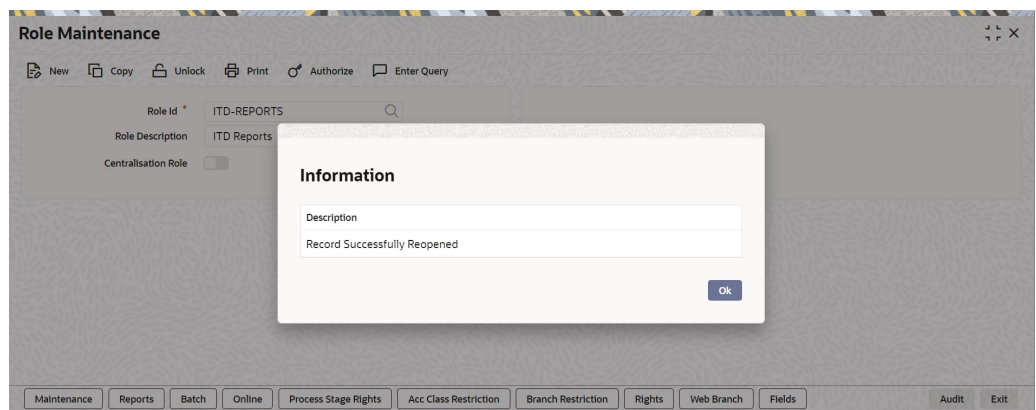 Role Maintenance
New Copy Unlock Print Authorize Enter Query
Role Id * ITD-REPORTS
Role Description ITD Reports
Centralisation Role
Information
Description
Record Successfully Reopened
Ok
Maintenance Reports Batch Online Process Stage Rights Acc Class Restriction Branch Restriction Rights Web Branch Fields Audit Exit